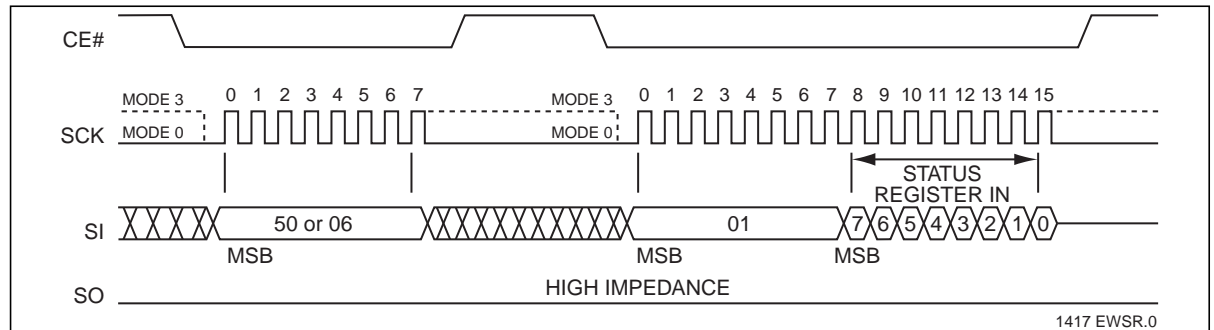 CE#
MODE 3 0 1 2 3 4 5 6 7 MODE 3 0 1 2 3 4 5 6 7 8 9 10 11 12 13 14 15
SCK MODE 0 MODE 0
STATUS
REGISTER IN
SI 50 or 06 01 7 6 5 4 3 2 1 0
MSB MSB MSB
SO HIGH IMPEDANCE
1417 EWSR.0